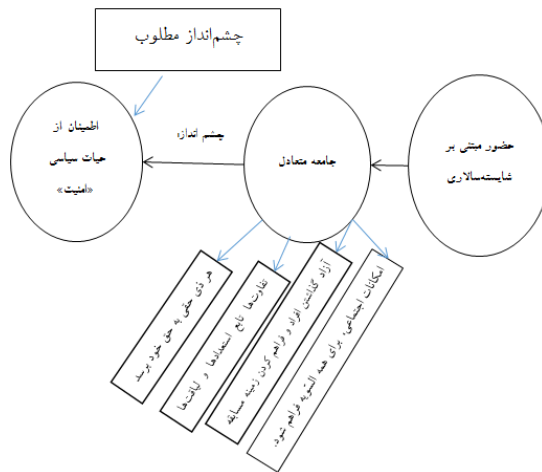 چشم‌انداز مطلوب
حضور مبتنی بر
شایسته‌سالاری
جامعه متعادل
چشم انداز:
اطمینان از
حیات سیاسی
«امنیت»
امکانات اجتماعی، برای همه السّویه فراهم شود.
آزاد گذاشتن افراد و فراهم کردن زمینه مسابقه
تفاوت‌ها تابع استعدادها و لیاقت‌ها
هر ذی حقی به حق خود برسد